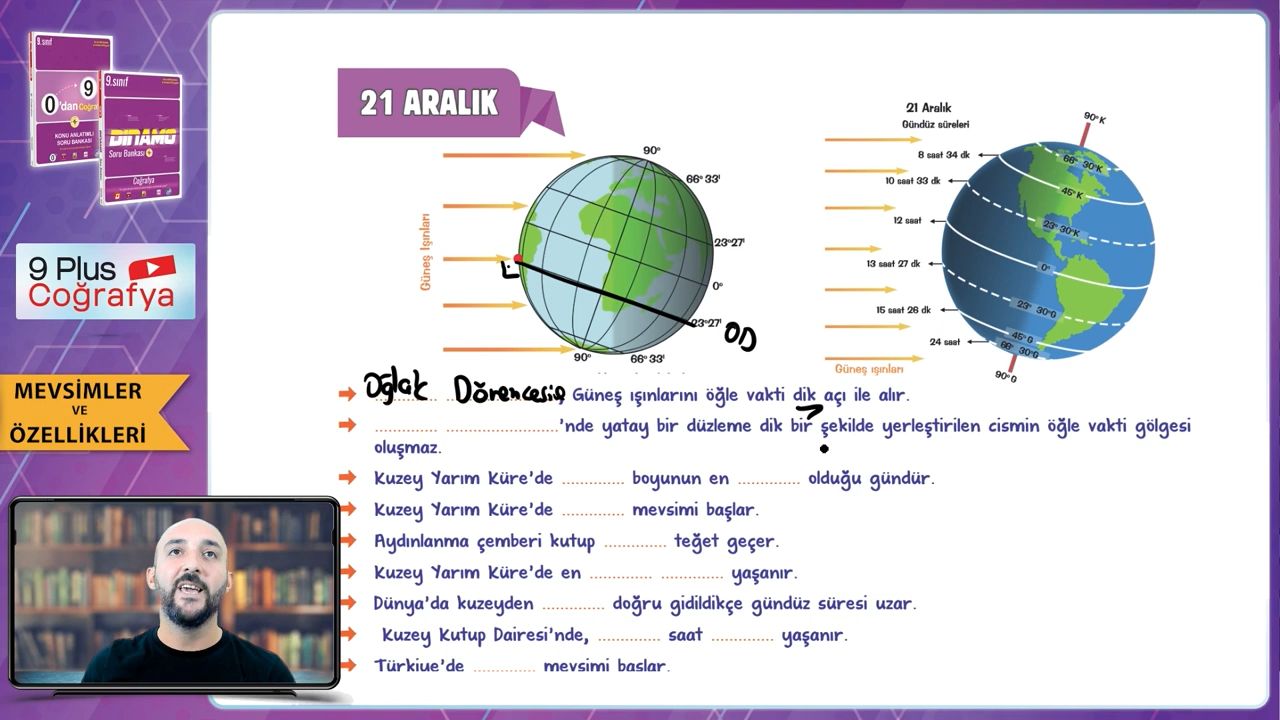 9.sınıf
0'dan 9
KONU ANLATIMLI
SORU BANKASI
9.sınıf
DİNAMO
Soru Bankası
Coğrafya
9 Plus
Coğrafya
MEVSİMLER
VE
ÖZELLİKLERİ
21 ARALIK
Güneş Işınları
90°
66° 33'
23°27'
0°
23°27'
OD
66° 33'
90°
21 Aralık
Gündüz süreleri
8 saat 34 dk
10 saat 33 dk
12 saat
13 saat 27 dk
15 saat 26 dk
24 saat
Güneş ışınları
90° K
66° 30'K
45° K
23° 30'K
0°
23° 30'G
45° G
66° 30'G
90° G
Oğlak Dönencesine Güneş ışınlarını öğle vakti dik açı ile alır.
............ ......................'nde yatay bir düzleme dik bir şekilde yerleştirilen cismin öğle vakti gölgesi
oluşmaz.
Kuzey Yarım Küre'de ............ boyunun en ............ olduğu gündür.
Kuzey Yarım Küre'de ............ mevsimi başlar.
Aydınlanma çemberi kutup ............ teğet geçer.
Kuzey Yarım Küre'de en ............ ............ yaşanır.
Dünya'da kuzeyden ............ doğru gidildikçe gündüz süresi uzar.
Kuzey Kutup Dairesi'nde, ............ saat ............ yaşanır.
Türkiye'de ............ mevsimi başlar.